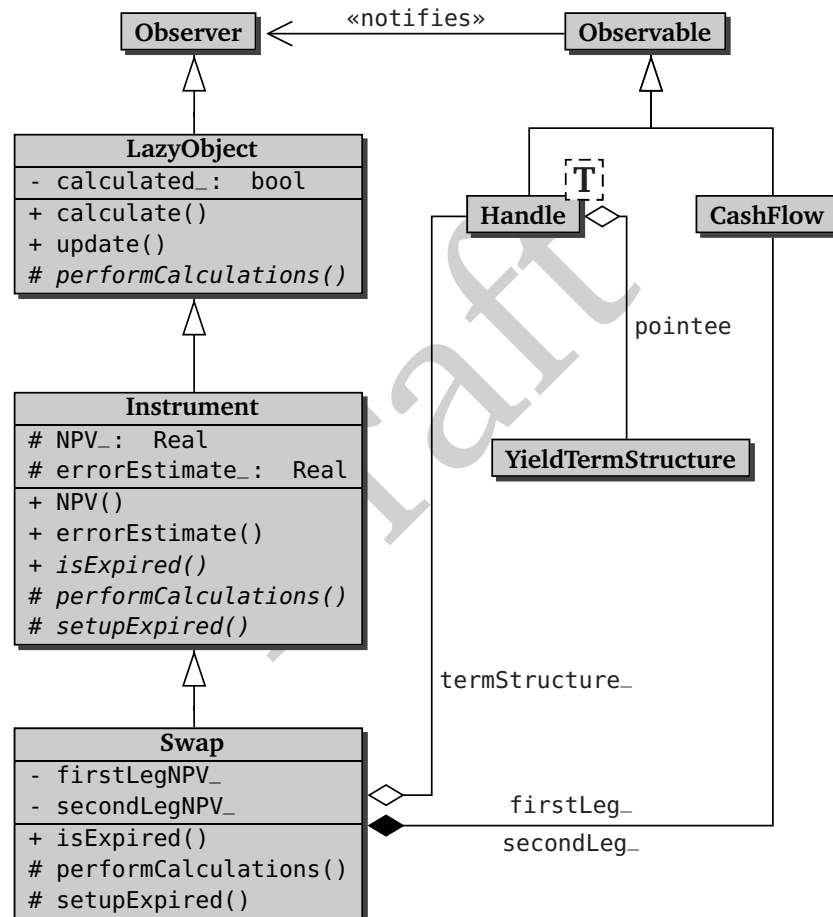 «notifies»
Observer
Observable
LazyObject
- calculated_: bool
+ calculate()
+ update()
# performCalculations()
T
Handle
CashFlow
pointee
Instrument
# NPV_: Real
# errorEstimate_: Real
+ NPV()
+ errorEstimate()
+ isExpired()
# performCalculations()
# setupExpired()
YieldTermStructure
termStructure_
Swap
- firstLegNPV_
- secondLegNPV_
+ isExpired()
# performCalculations()
# setupExpired()
firstLeg_
secondLeg_